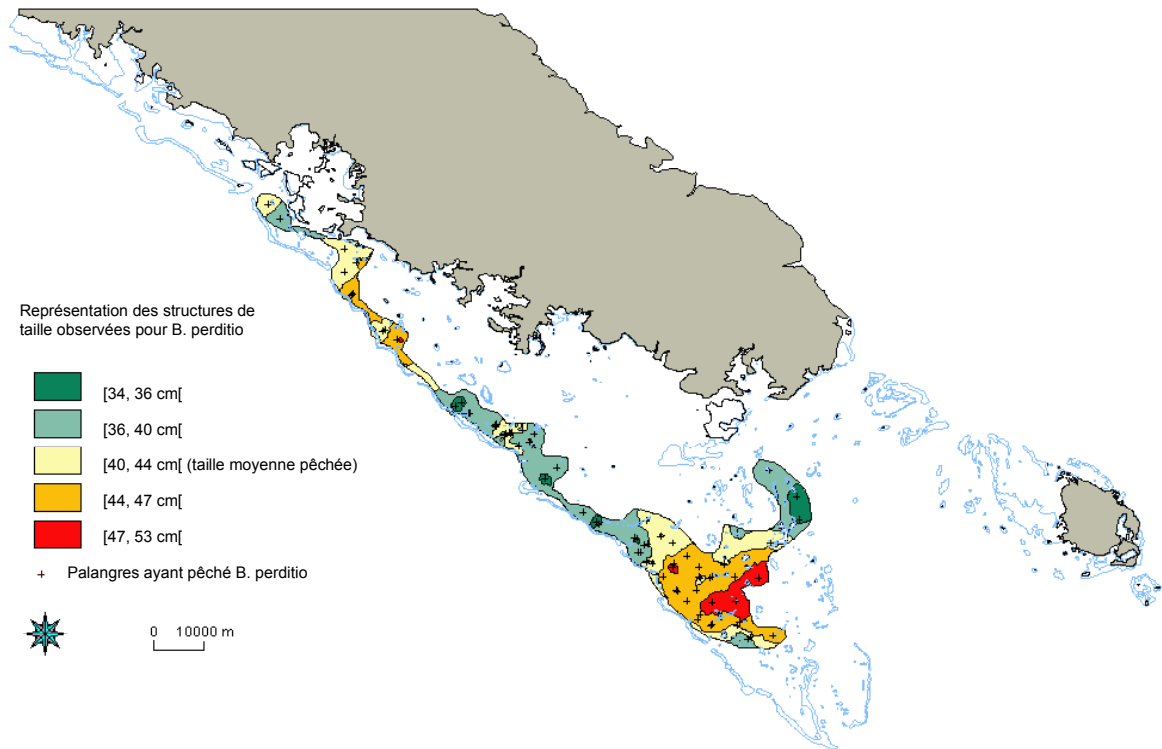 Représentation des structures de
taille observées pour B. perditio
[34, 36 cm[
[36, 40 cm[
[40, 44 cm[ (taille moyenne pêchée)
[44, 47 cm[
[47, 53 cm[
+ Palangres ayant pêché B. perditio
0 10000 m